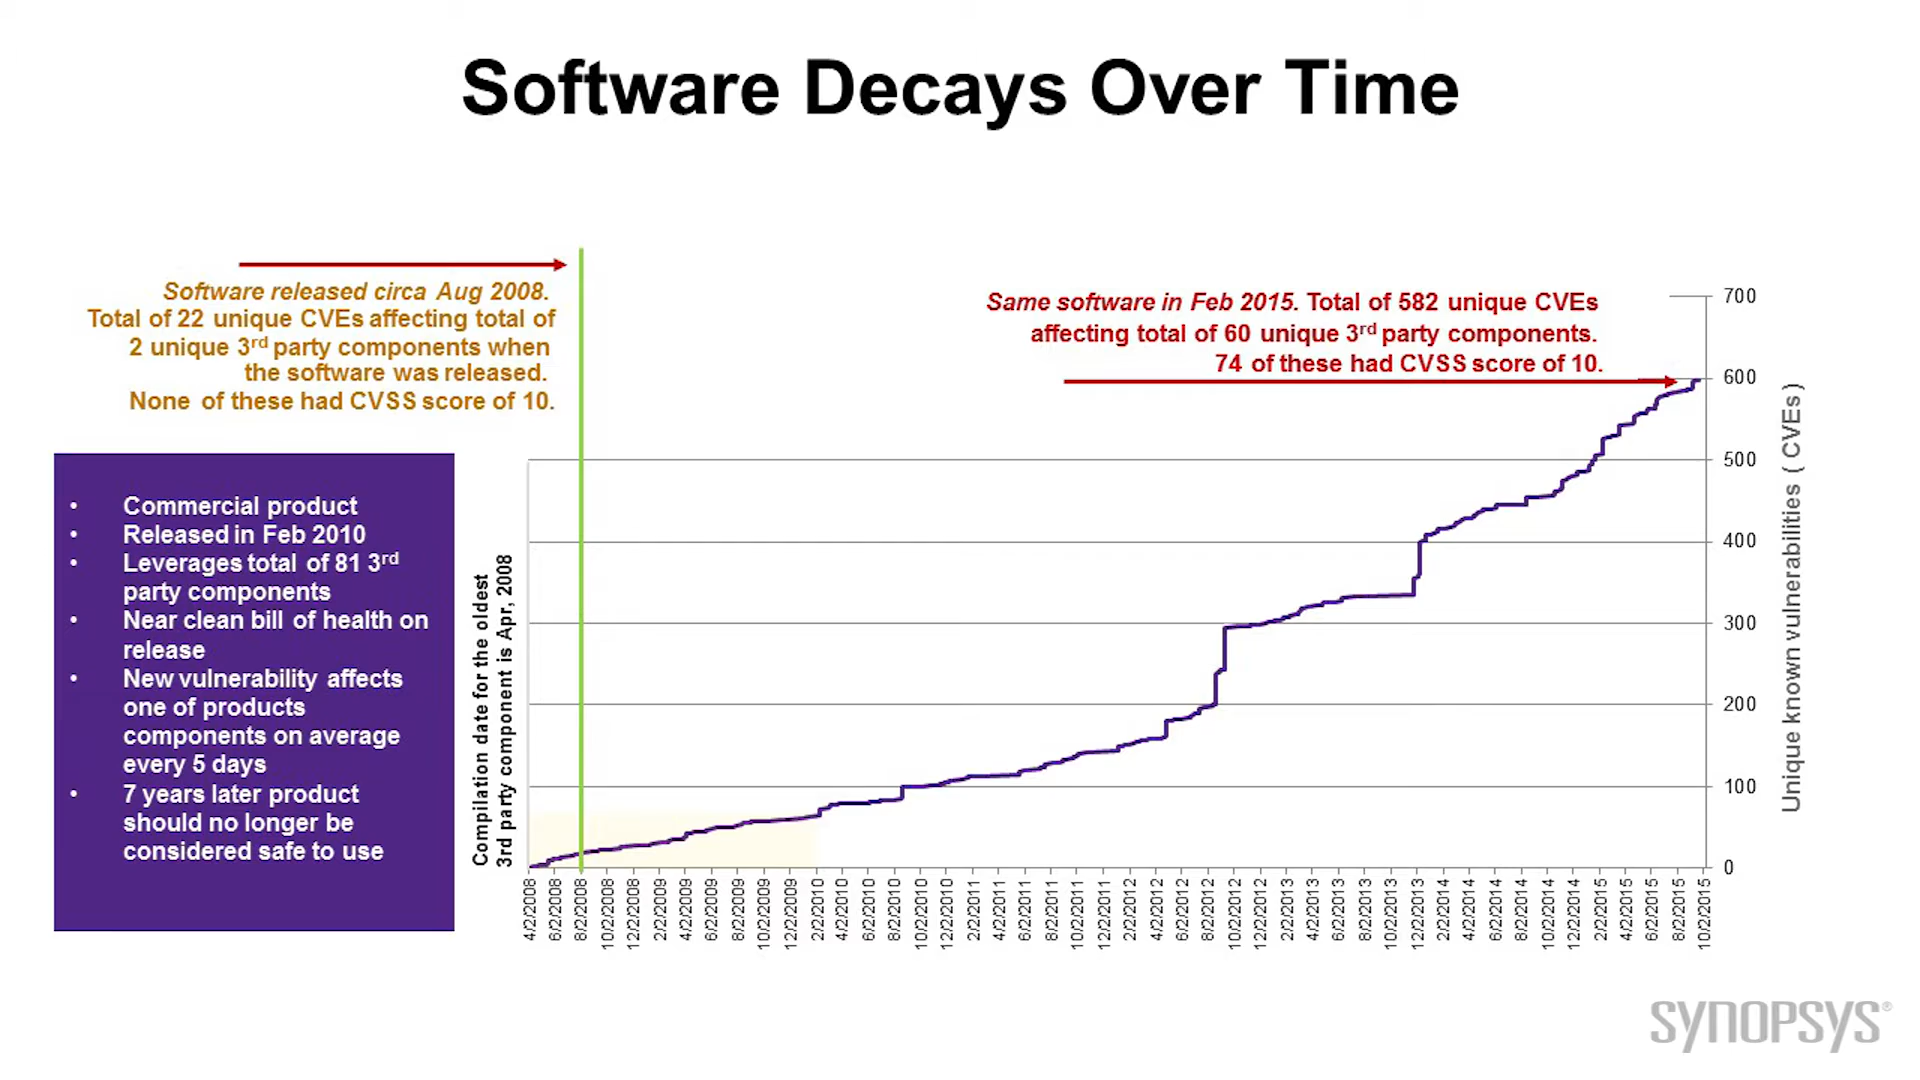 Software Decays Over Time
Software released circa Aug 2008.
Total of 22 unique CVEs affecting total of
2 unique 3rd party components when
the software was released.
None of these had CVSS score of 10.
Same software in Feb 2015. Total of 582 unique CVEs
affecting total of 60 unique 3rd party components.
74 of these had CVSS score of 10.
• Commercial product
• Released in Feb 2010
• Leverages total of 81 3rd
party components
• Near clean bill of health on
release
• New vulnerability affects
one of products
components on average
every 5 days
• 7 years later product
should no longer be
considered safe to use
Compilation date for the oldest
3rd party component is Apr, 2008
700
600
500
400
300
200
100
0
Unique known vulnerabilities ( CVEs)
4/2/2008
6/2/2008
8/2/2008
10/2/2008
12/2/2008
2/2/2009
4/2/2009
6/2/2009
8/2/2009
10/2/2009
12/2/2009
2/2/2010
4/2/2010
6/2/2010
8/2/2010
10/2/2010
12/2/2010
2/2/2011
4/2/2011
6/2/2011
8/2/2011
10/2/2011
12/2/2011
2/2/2012
4/2/2012
6/2/2012
8/2/2012
10/2/2012
12/2/2012
2/2/2013
4/2/2013
6/2/2013
8/2/2013
10/2/2013
12/2/2013
2/2/2014
4/2/2014
6/2/2014
8/2/2014
10/2/2014
12/2/2014
2/2/2015
4/2/2015
6/2/2015
8/2/2015
10/2/2015
SYNOPSYS®